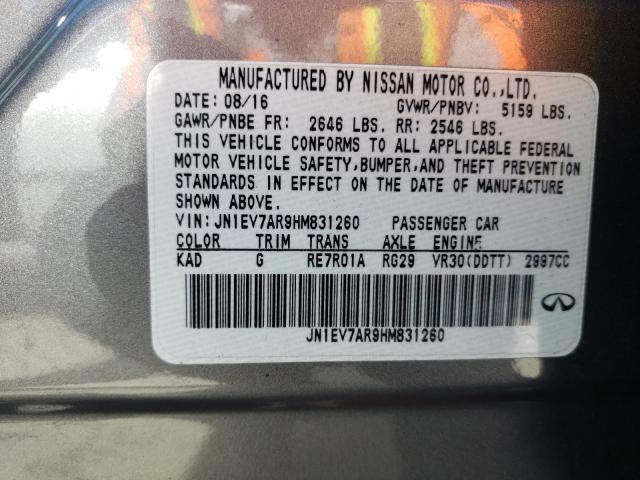 MANUFACTURED BY NISSAN MOTOR CO.,LTD.
DATE: 08/16 GVWR/PNBV: 5159 LBS.
GAWR/PNBE FR: 2646 LBS. RR: 2546 LBS.
THIS VEHICLE CONFORMS TO ALL APPLICABLE FEDERAL
MOTOR VEHICLE SAFETY,BUMPER,AND THEFT PREVENTION
STANDARDS IN EFFECT ON THE DATE OF MANUFACTURE
SHOWN ABOVE.
VIN:JN1EV7AR9HM831260 PASSENGER CAR
COLOR TRIM TRANS AXLE ENGINE
KAD G RE7R01A RG29 VR30(DDTT) 2997CC
JN1EV7AR9HM831260